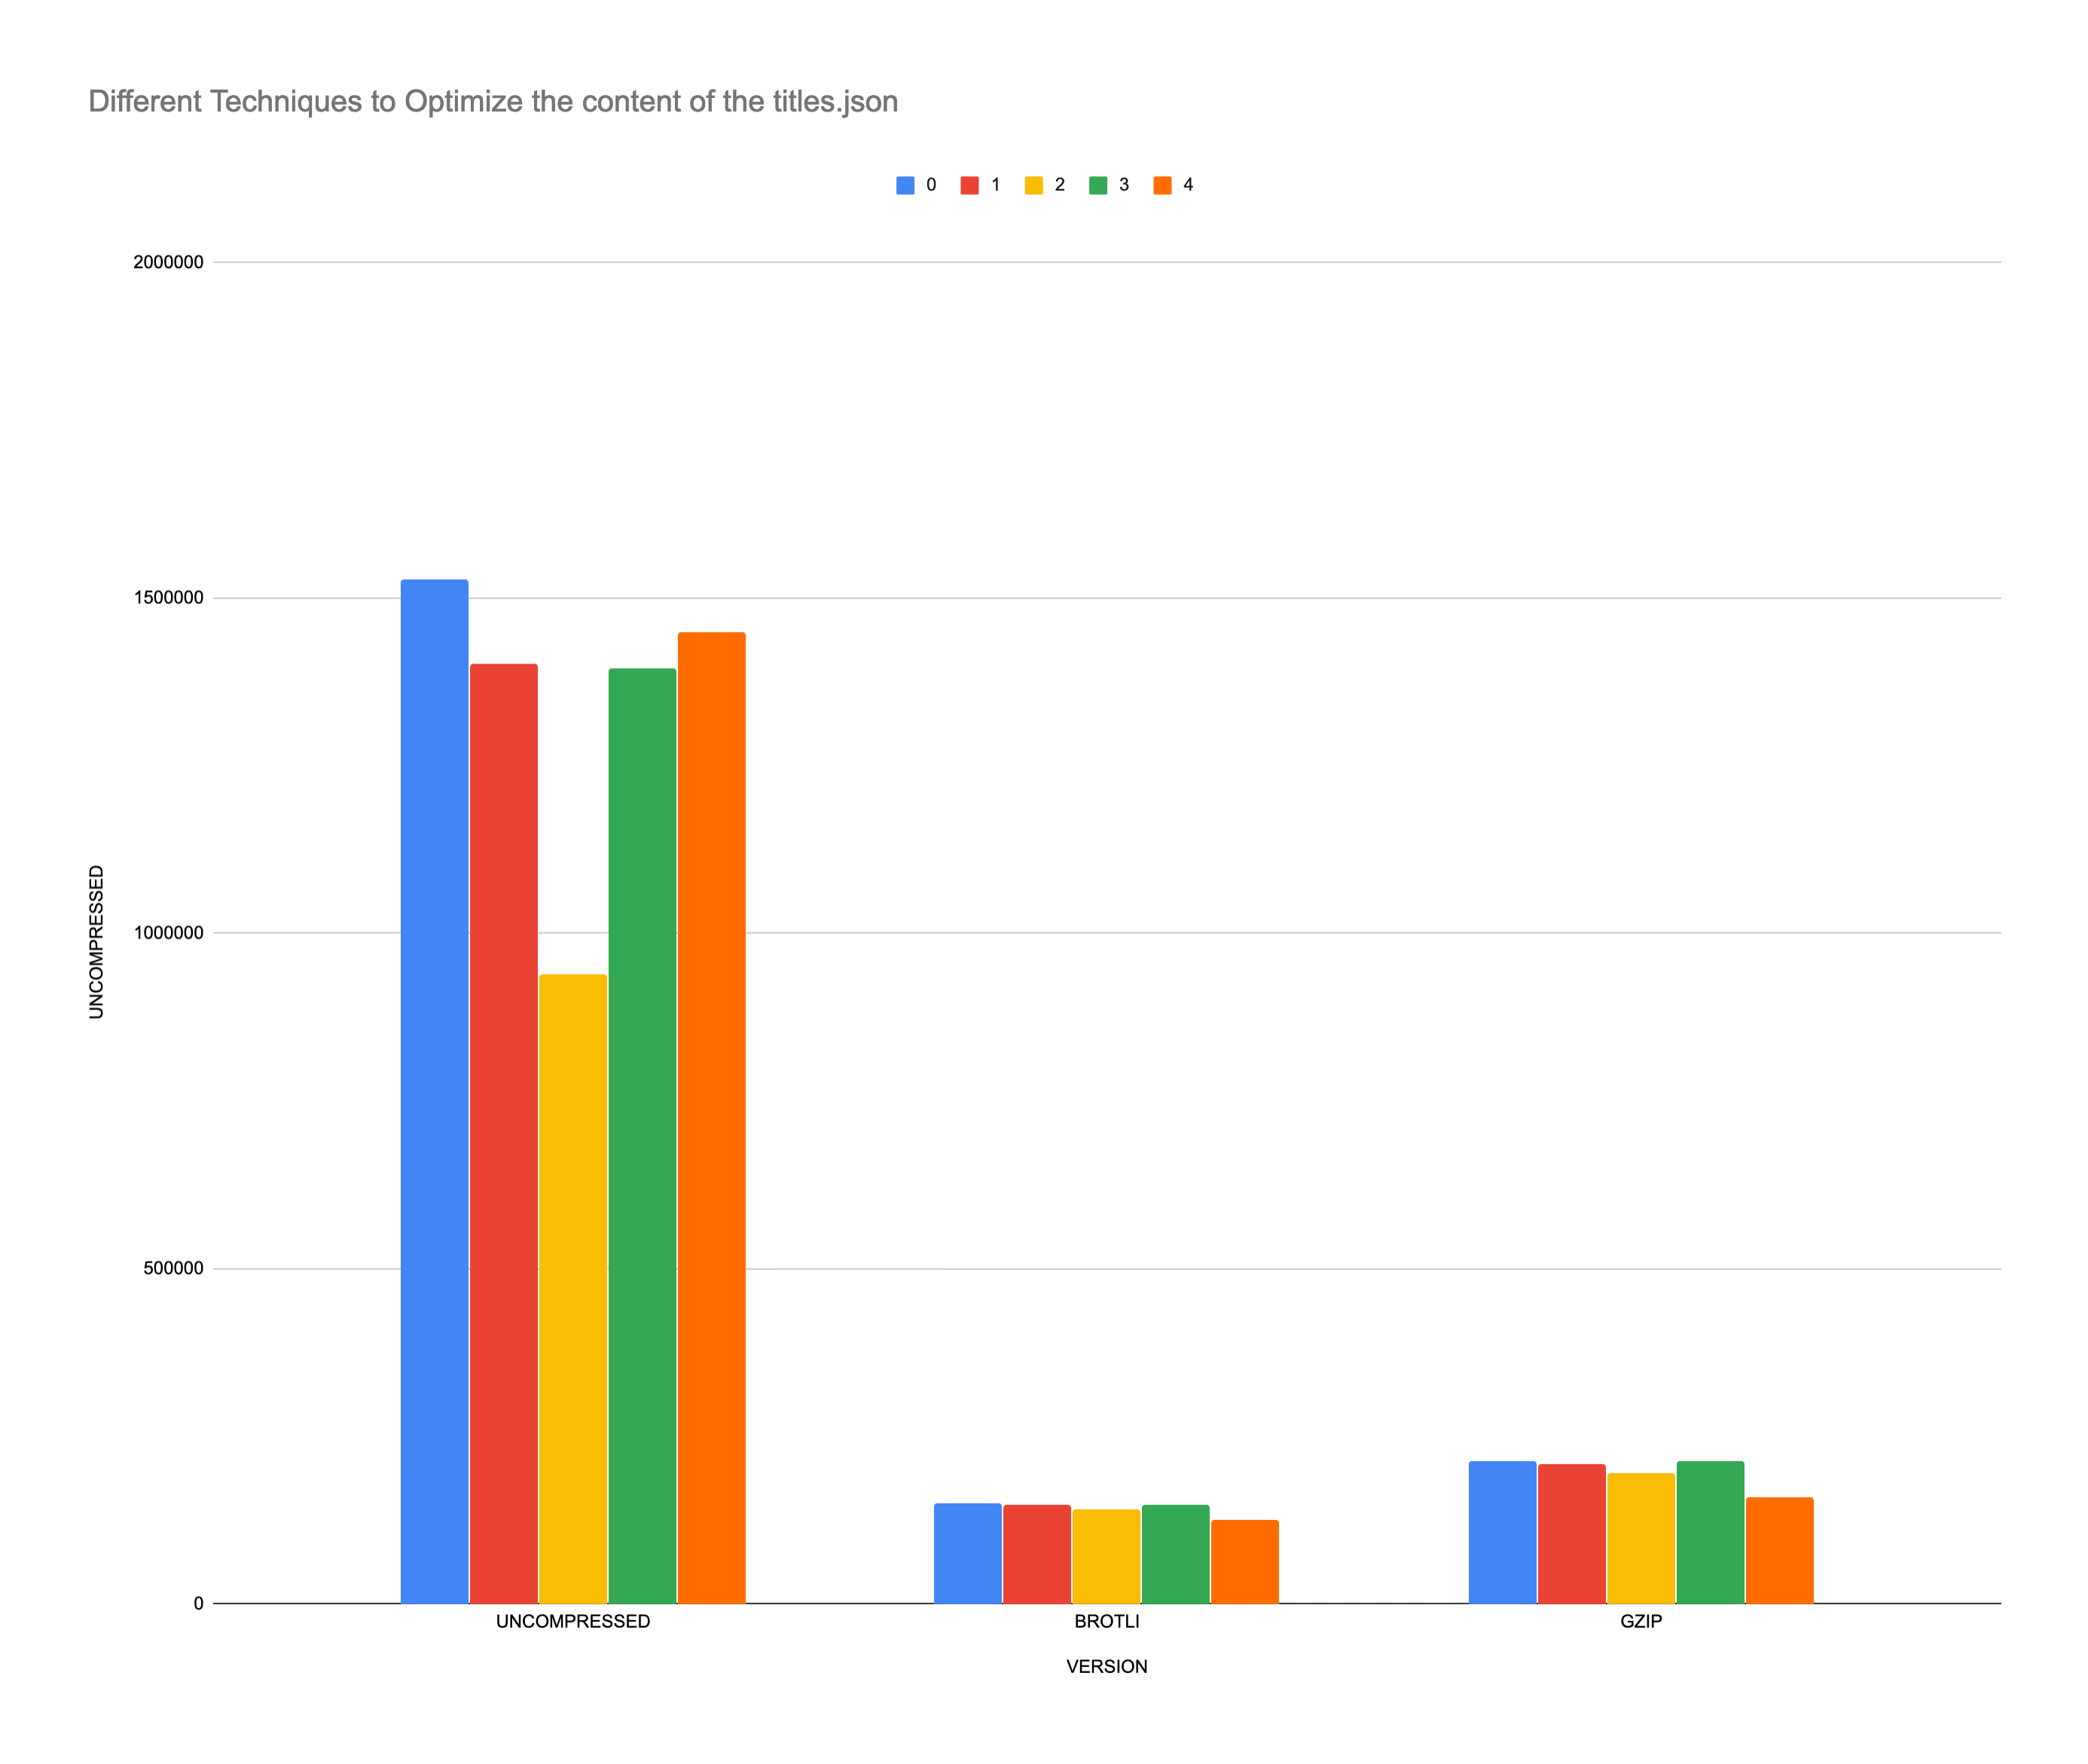 Different Techniques to Optimize the content of the titles.json
0 1 2 3 4
2000000
1500000
1000000
500000
0
UNCOMPRESSED
UNCOMPRESSED BROTLI GZIP
VERSION